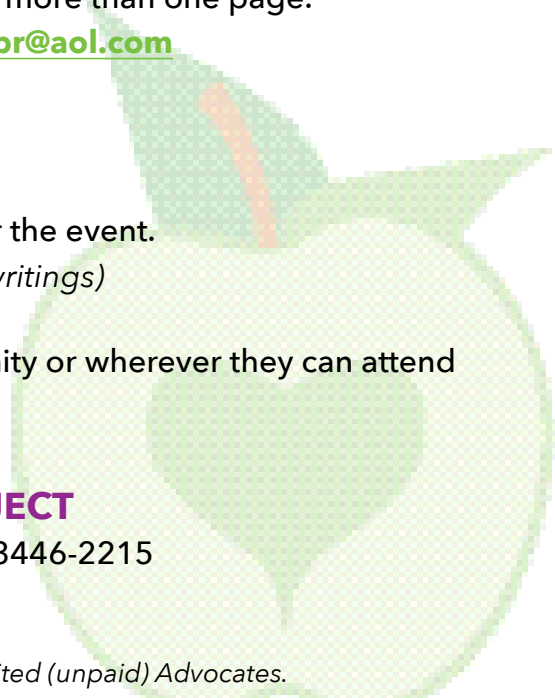 more than one page.
or@aol.com
the event.
writings)
ity or wherever they can attend
JECT
3446-2215
ted (unpaid) Advocates.